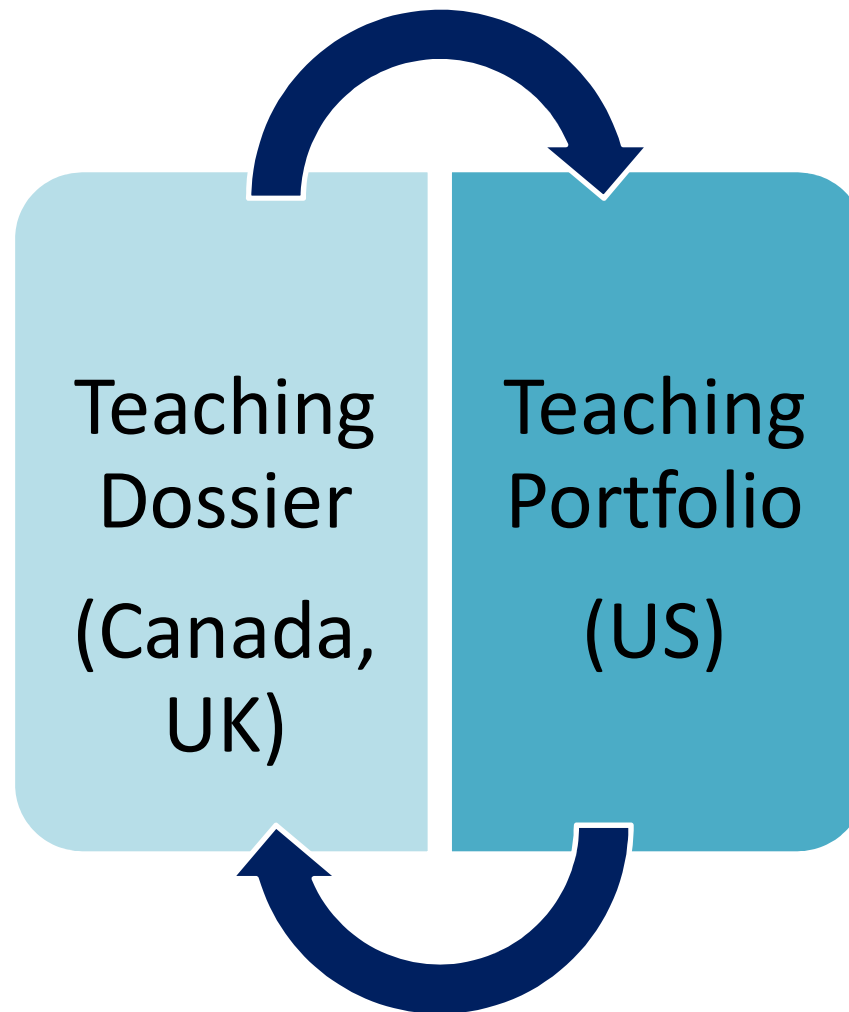 Teaching
Dossier
(Canada,
UK)
Teaching
Portfolio
(US)